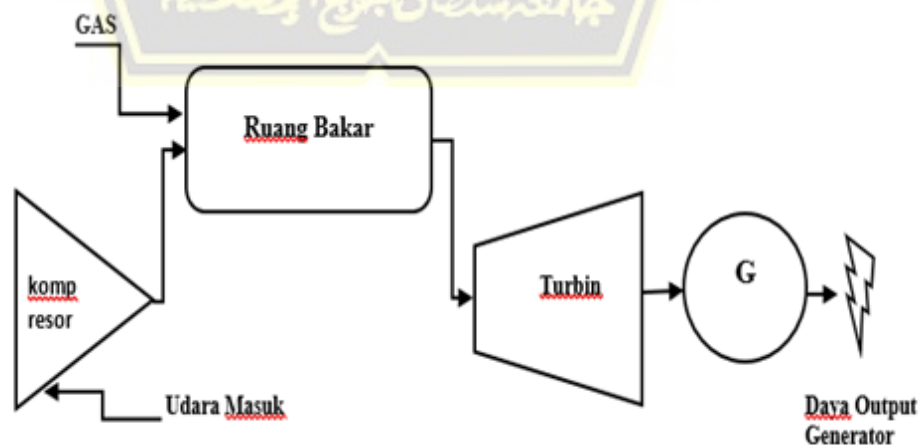 GAS
Ruang Bakar
komp
resor
Turbin
G
Udara Masuk
Daya Output
Generator